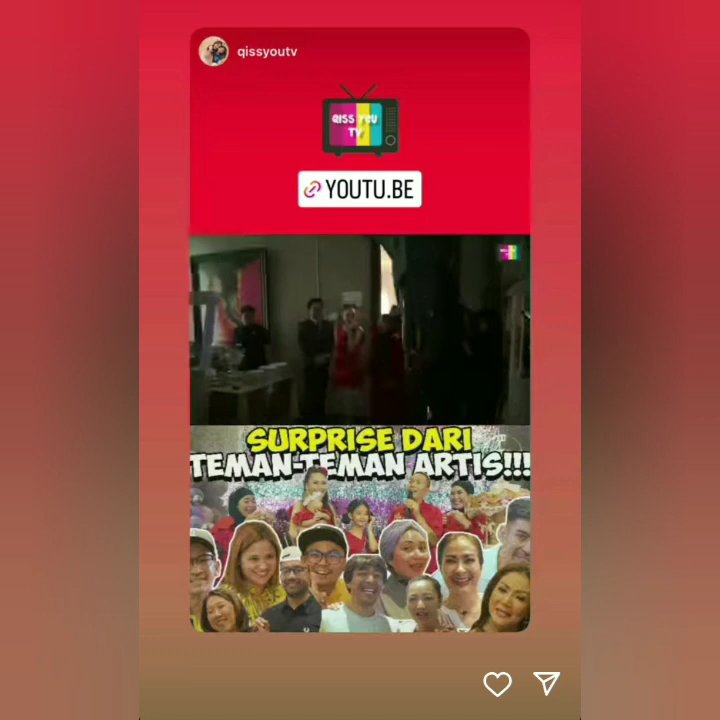 qissyoutv
QISS YOU
TV
YOUTU.BE
SURPRISE DARI
TEMAN-TEMAN ARTIS!!!